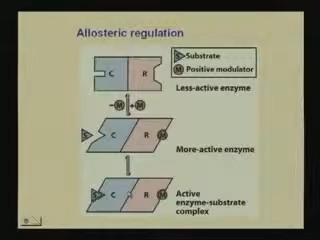 Allosteric regulation
S Substrate
M Positive modulator
C R
Less-active enzyme
−M +M
S C R M
More-active enzyme
S C R M
Active
enzyme-substrate
complex